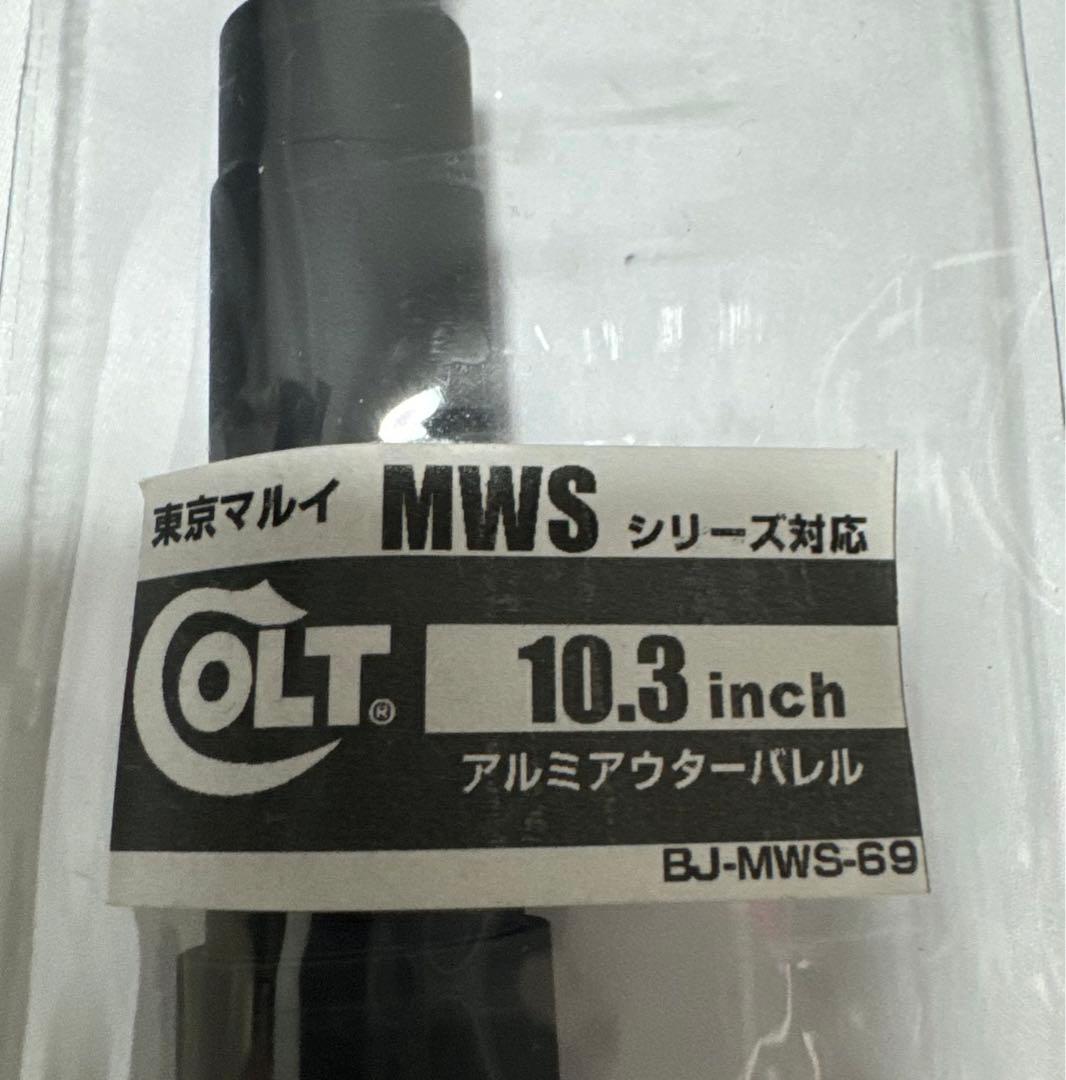 東京マルイ MWS シリーズ対応
COLT®
10.3 inch
アルミアウターバレル
BJ-MWS-69